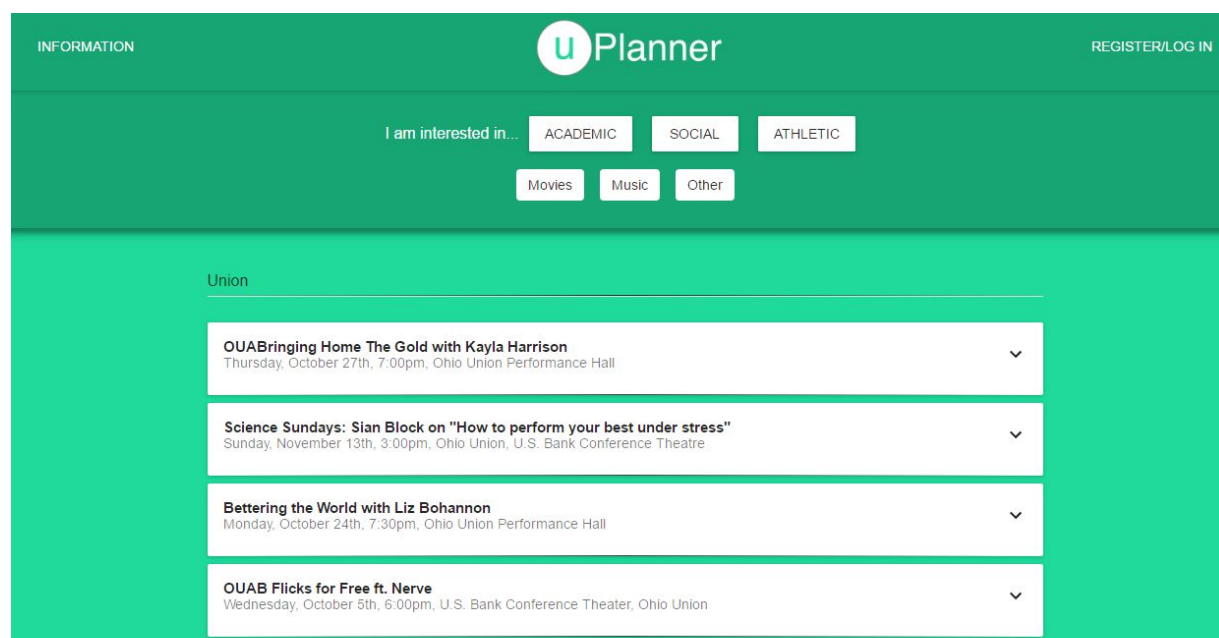 INFORMATION
uPlanner
REGISTER/LOG IN
I am interested in... ACADEMIC SOCIAL ATHLETIC
Movies Music Other
Union
OUABringing Home The Gold with Kayla Harrison
Thursday, October 27th, 7:00pm, Ohio Union Performance Hall
Science Sundays: Sian Block on "How to perform your best under stress"
Sunday, November 13th, 3:00pm, Ohio Union, U.S. Bank Conference Theatre
Bettering the World with Liz Bohannon
Monday, October 24th, 7:30pm, Ohio Union Performance Hall
OUAB Flicks for Free ft. Nerve
Wednesday, October 5th, 6:00pm, U.S. Bank Conference Theater, Ohio Union